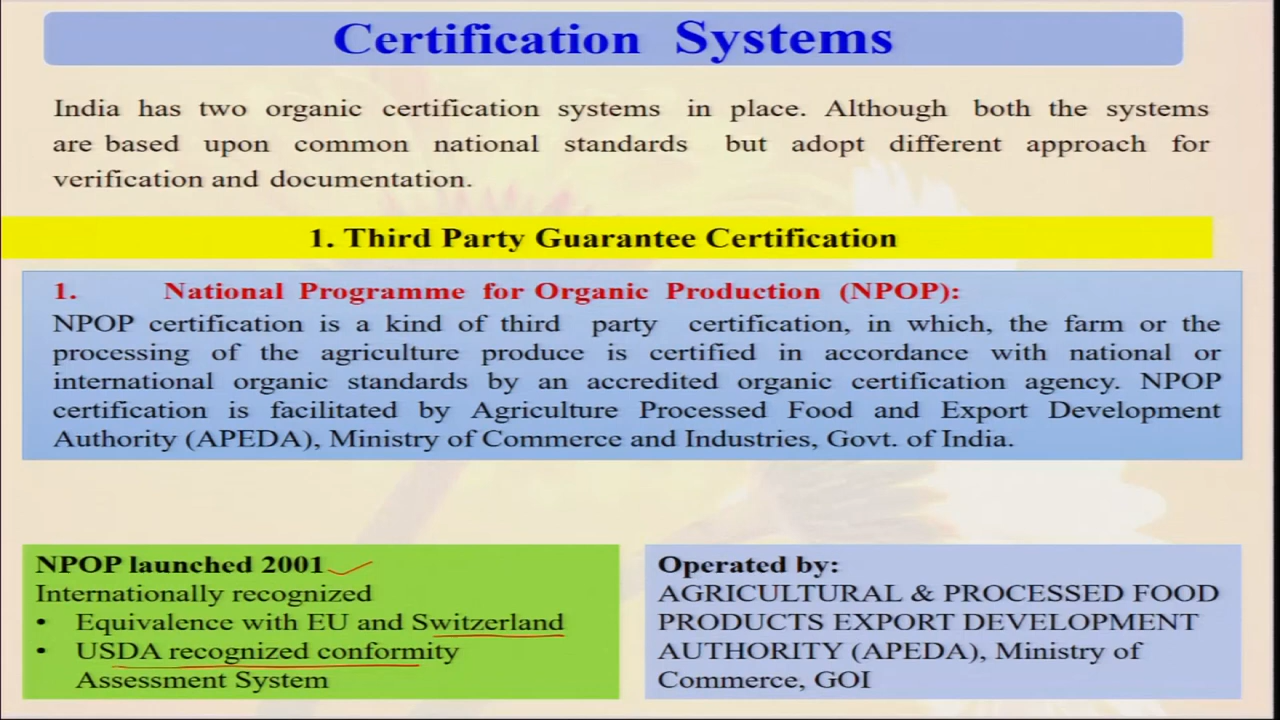 Certification Systems
India has two organic certification systems in place. Although both the systems
are based upon common national standards but adopt different approach for
verification and documentation.
1. Third Party Guarantee Certification
1. National Programme for Organic Production (NPOP):
NPOP certification is a kind of third party certification, in which, the farm or the
processing of the agriculture produce is certified in accordance with national or
international organic standards by an accredited organic certification agency. NPOP
certification is facilitated by Agriculture Processed Food and Export Development
Authority (APEDA), Ministry of Commerce and Industries, Govt. of India.
NPOP launched 2001
Internationally recognized
• Equivalence with EU and Switzerland
• USDA recognized conformity
Assessment System
Operated by:
AGRICULTURAL & PROCESSED FOOD
PRODUCTS EXPORT DEVELOPMENT
AUTHORITY (APEDA), Ministry of
Commerce, GOI